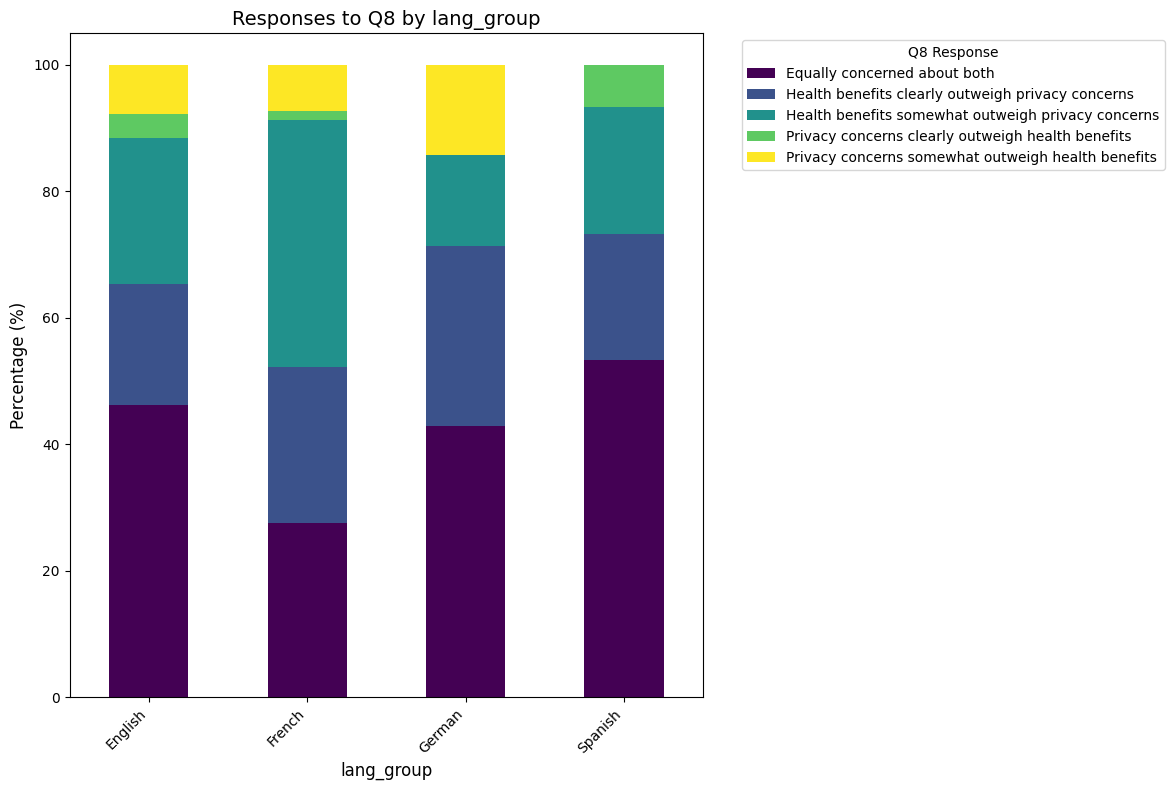 Responses to Q8 by lang_group
Percentage (%)
100
80
60
40
20
0
English
French
German
Spanish
lang_group
Q8 Response
Equally concerned about both
Health benefits clearly outweigh privacy concerns
Health benefits somewhat outweigh privacy concerns
Privacy concerns clearly outweigh health benefits
Privacy concerns somewhat outweigh health benefits